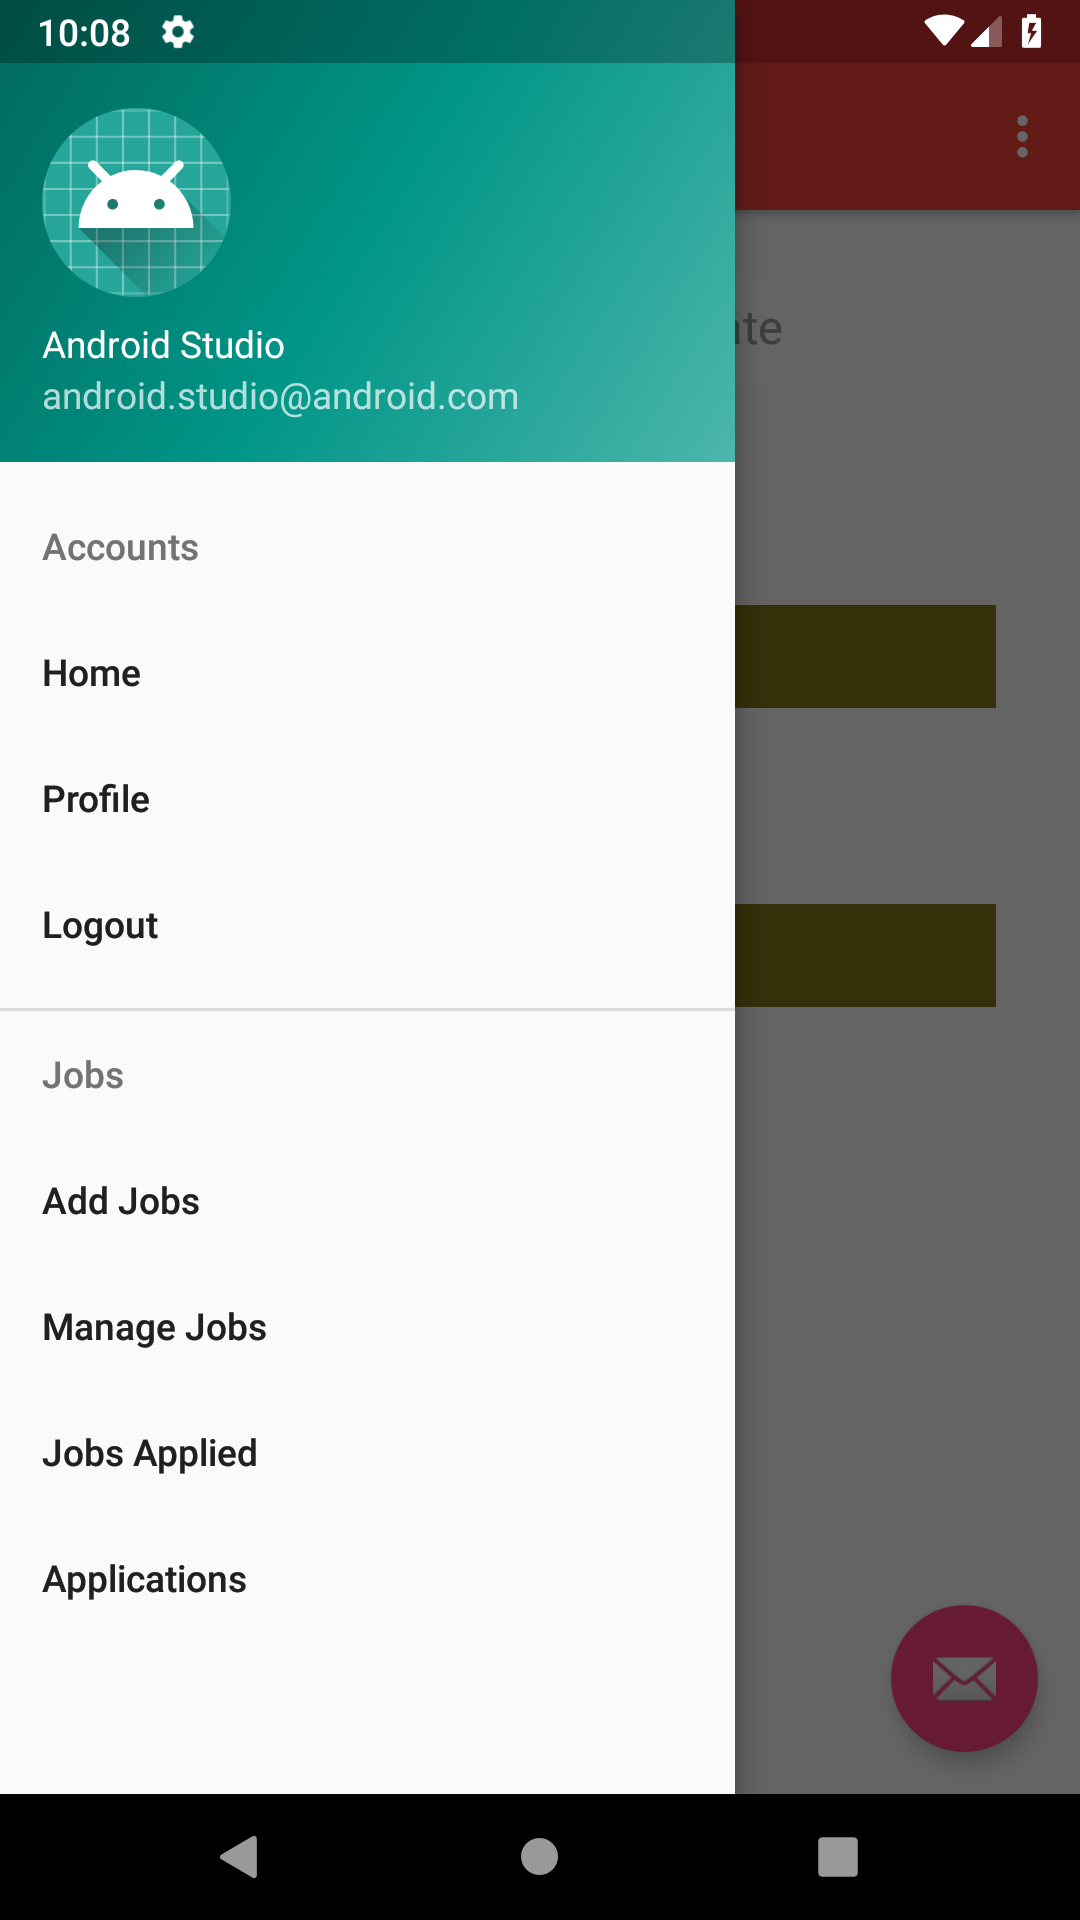 10:08
Android Studio
android.studio@android.com
Accounts
Home
Profile
Logout
Jobs
Add Jobs
Manage Jobs
Jobs Applied
Applications